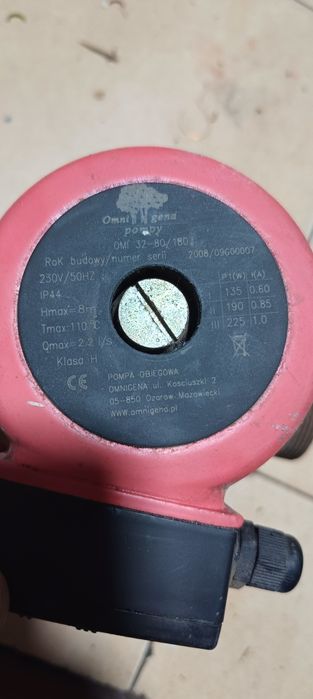 Omni gena
pompy
OMI 32-80/180
Rok budowy/numer serii 2008/09G00007
230V/50HZ P1(W) I(A)
IP44 135 0.60
Hmax=8m II 190 0.85
Tmax:110°C III 225 1.0
Qmax=2.2 l/s
Klasa H
CE
POMPA OBIEGOWA
OMNIGENA ul. Kosciuszki 2
05-850 Ozarow Mazowiecki
www.omnigena.pl